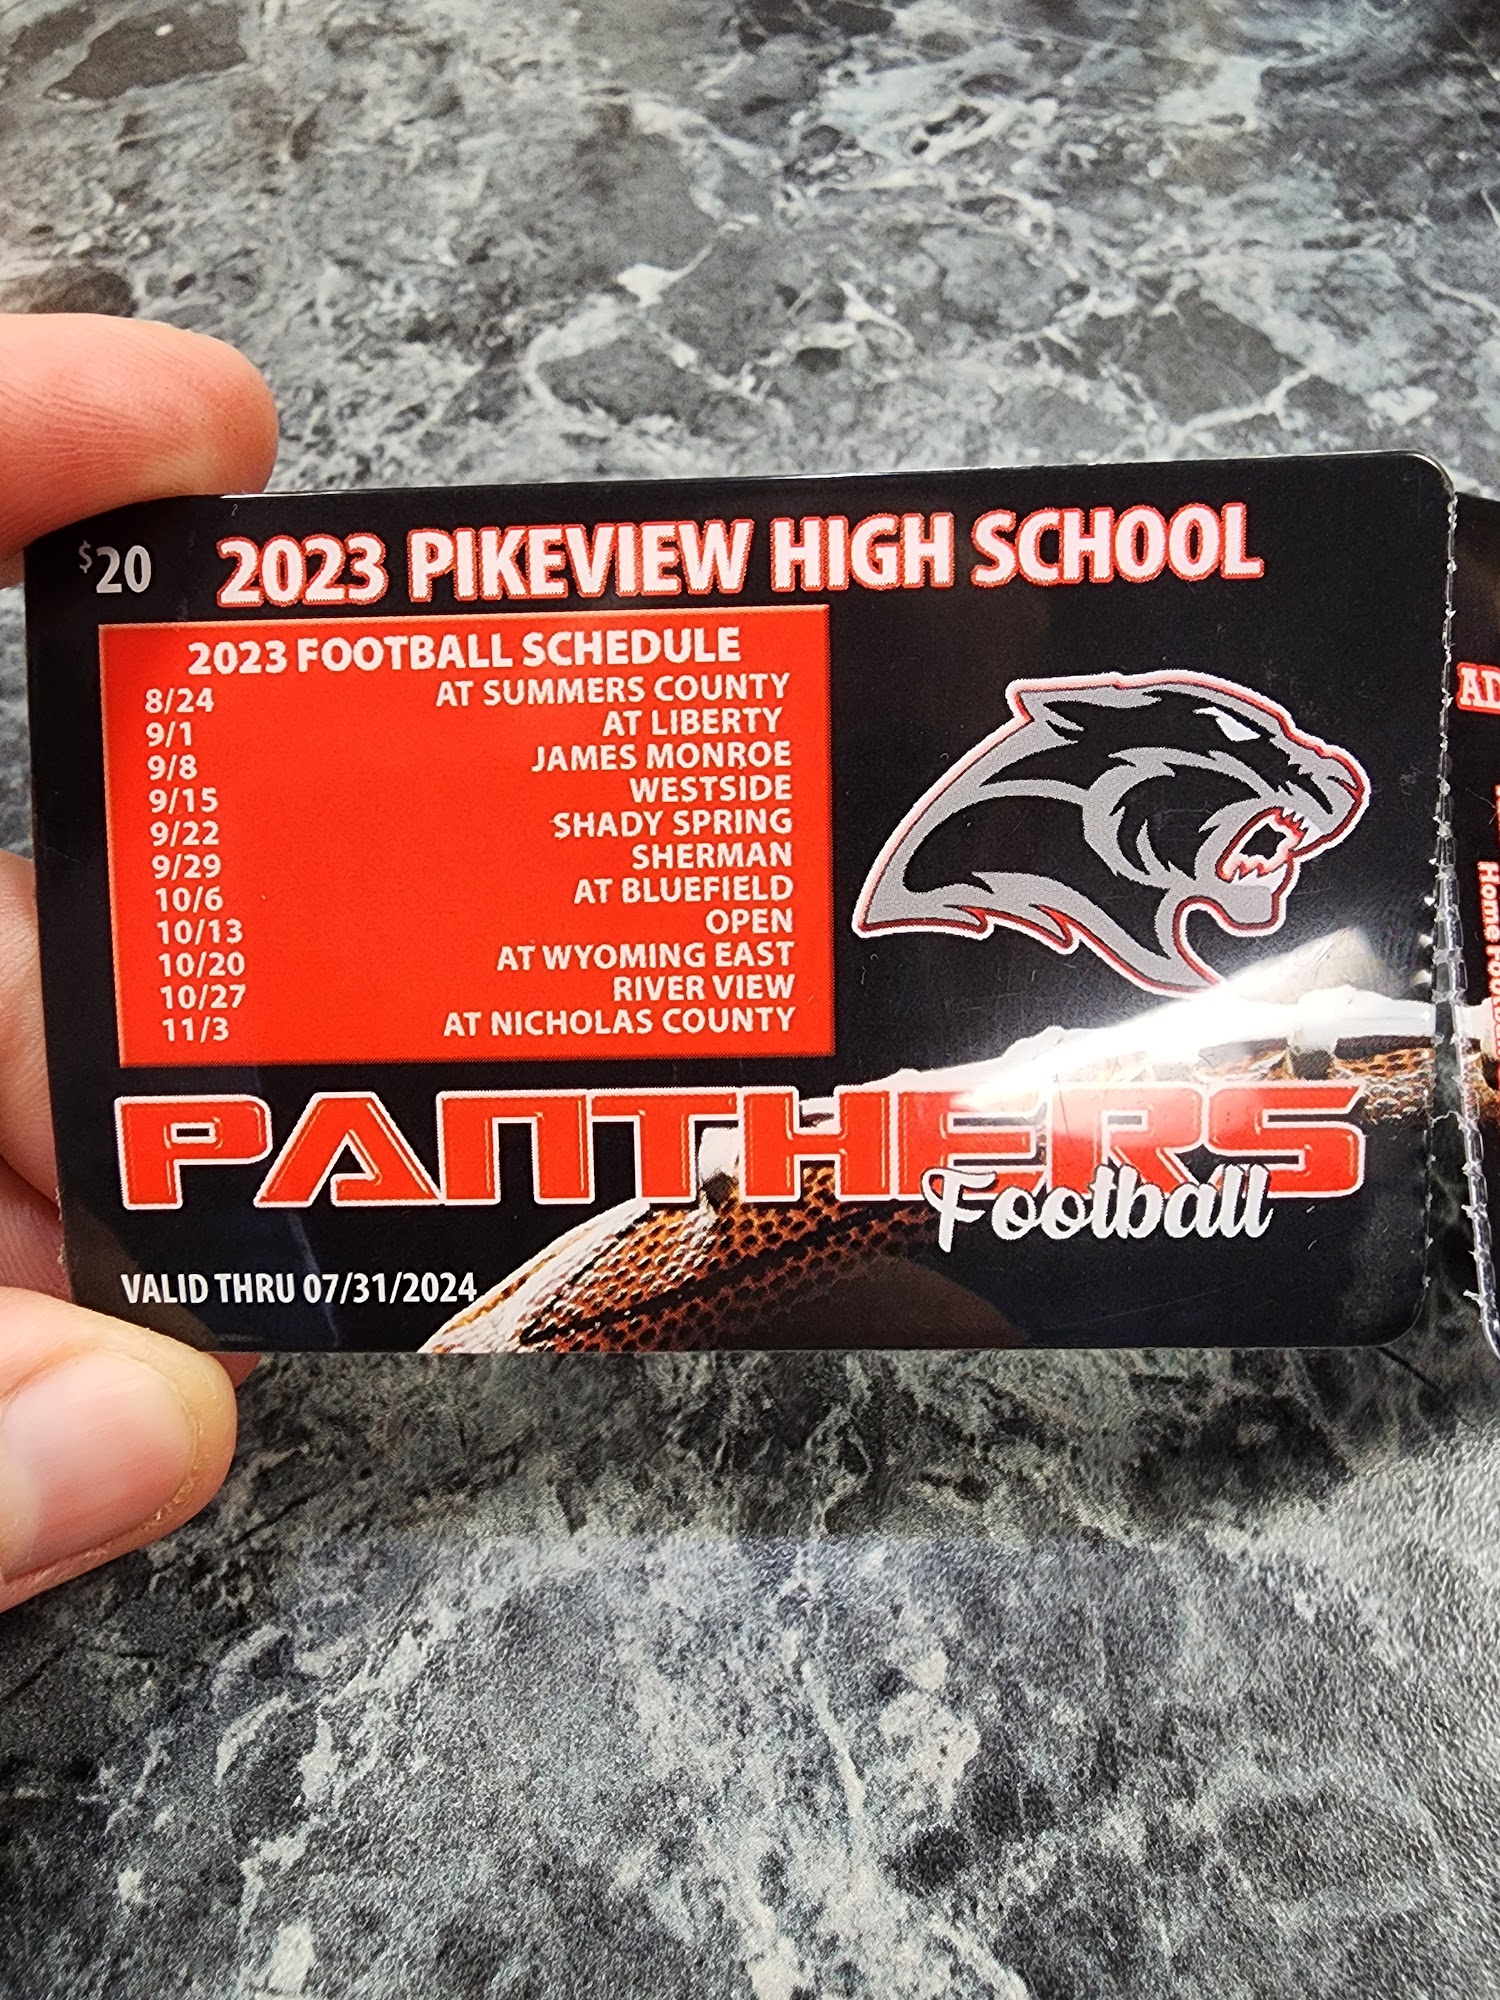 $20
2023 PIKEVIEW HIGH SCHOOL
2023 FOOTBALL SCHEDULE
8/24 AT SUMMERS COUNTY
9/1 AT LIBERTY
9/8 JAMES MONROE
9/15 WESTSIDE
9/22 SHADY SPRING
9/29 SHERMAN
10/6 AT BLUEFIELD
10/13 OPEN
10/20 AT WYOMING EAST
10/27 RIVER VIEW
11/3 AT NICHOLAS COUNTY
PANTHERS
Football
VALID THRU 07/31/2024
AD
Home